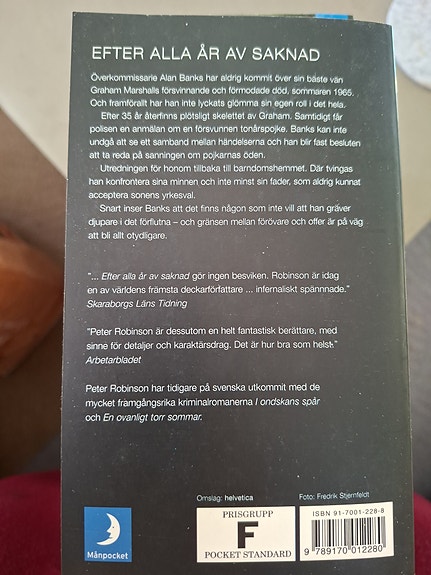 EFTER ALLA ÅR AV SAKNAD
Överkommissarie Alan Banks har aldrig kommit över sin bäste vän
Graham Marshalls försvinnande och förmodade död, sommaren 1965.
Och framförallt har han inte lyckats glömma sin egen roll i det hela.
Efter 35 år återfinns plötsligt skelettet av Graham. Samtidigt får
polisen en anmälan om en försvunnen tonårspojke. Banks kan inte
undgå att se ett samband mellan händelserna och han blir fast besluten
att ta reda på sanningen om pojkarnas öden.
Utredningen för honom tillbaka till barndomshemmet. Där tvingas
han konfrontera sina minnen och inte minst sin fader, som aldrig kunnat
acceptera sonens yrkesval.
Snart inser Banks att det finns någon som inte vill att han gräver
djupare i det förflutna – och gränsen mellan förövare och offer är på väg
att bli allt otydligare.
"... Efter alla år av saknad gör ingen besviken. Robinson är idag
en av världens främsta deckarförfattare ... infernaliskt spännnade."
Skaraborgs Läns Tidning
"Peter Robinson är dessutom en helt fantastisk berättare, med
sinne för detaljer och karaktärsdrag. Det är hur bra som helst."
Arbetarbladet
Peter Robinson har tidigare på svenska utkommit med de
mycket framgångsrika kriminalromanerna I ondskans spår
och En ovanligt torr sommar.
Omslag: helvetica
Foto: Fredrik Stjernfeldt
Månpocket
PRISGRUPP
F
POCKET STANDARD
ISBN 91-7001-228-8
9 789170 012280